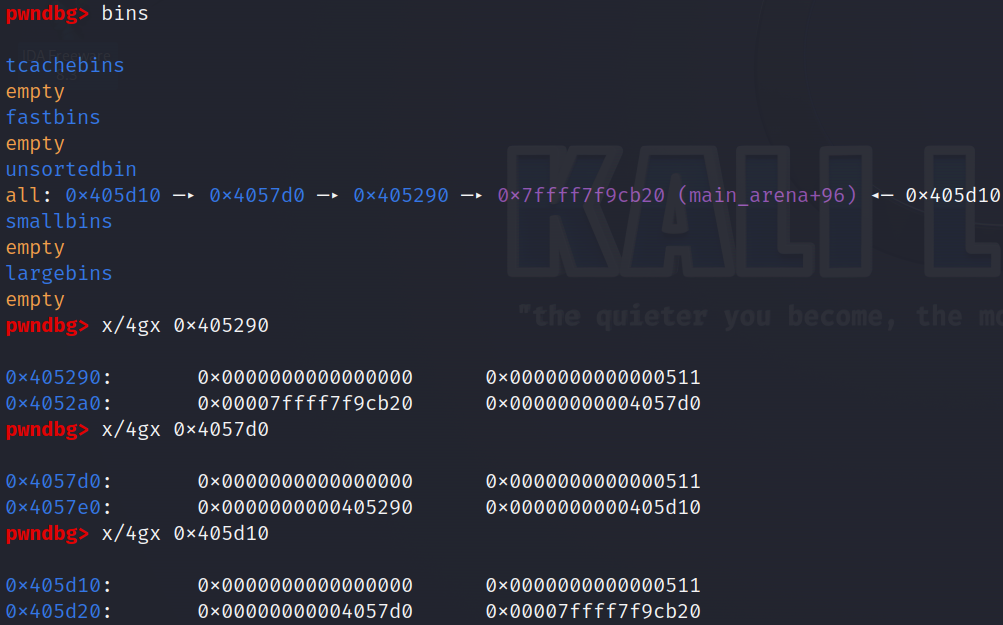 pwndbg> bins
tcachebins
empty
fastbins
empty
unsortedbin
all: 0×405d10 —▸ 0×4057d0 —▸ 0×405290 —▸ 0×7ffff7f9cb20 (main_arena+96) ◂— 0×405d10
smallbins
empty
largebins
empty
pwndbg> x/4gx 0×405290
"the quieter you become, the mo
0×405290: 0×0000000000000000 0×0000000000000511
0×4052a0: 0×00007ffff7f9cb20 0×00000000004057d0
pwndbg> x/4gx 0×4057d0
0×4057d0: 0×0000000000000000 0×0000000000000511
0×4057e0: 0×0000000000405290 0×0000000000405d10
pwndbg> x/4gx 0×405d10
0×405d10: 0×0000000000000000 0×0000000000000511
0×405d20: 0×00000000004057d0 0×00007ffff7f9cb20
KALI L